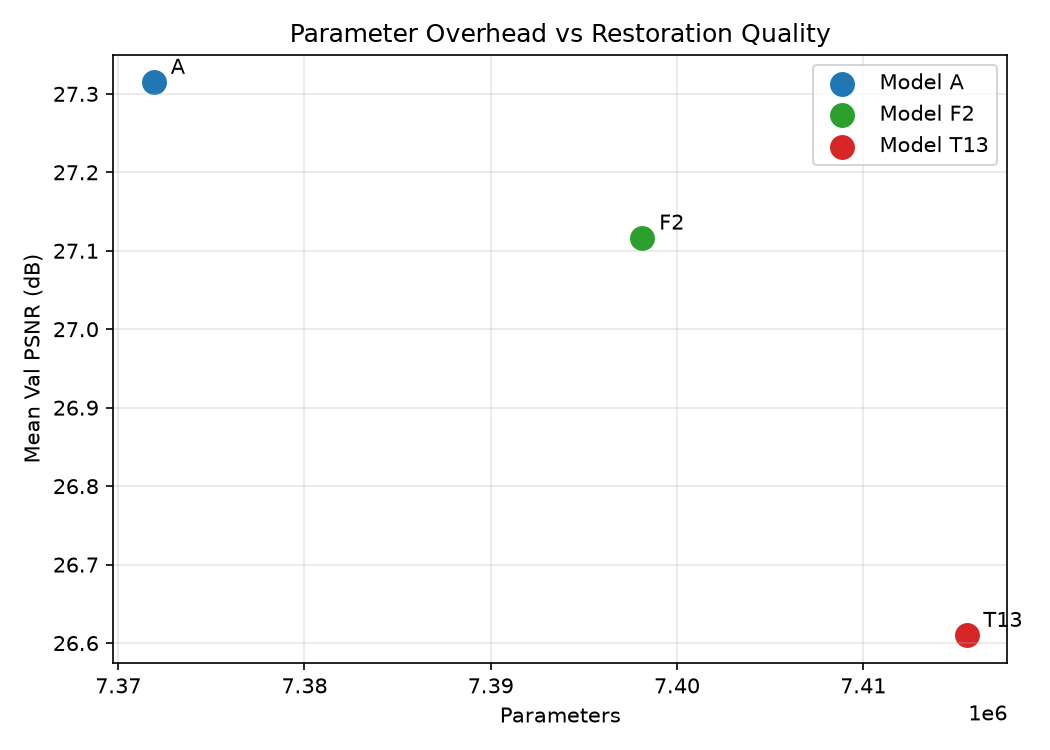 Parameter Overhead vs Restoration Quality
A
Model A
Model F2
Model T13
F2
T13
27.3
27.2
27.1
27.0
26.9
26.8
26.7
26.6
Mean Val PSNR (dB)
7.37
7.38
7.39
7.40
7.41
1e6
Parameters